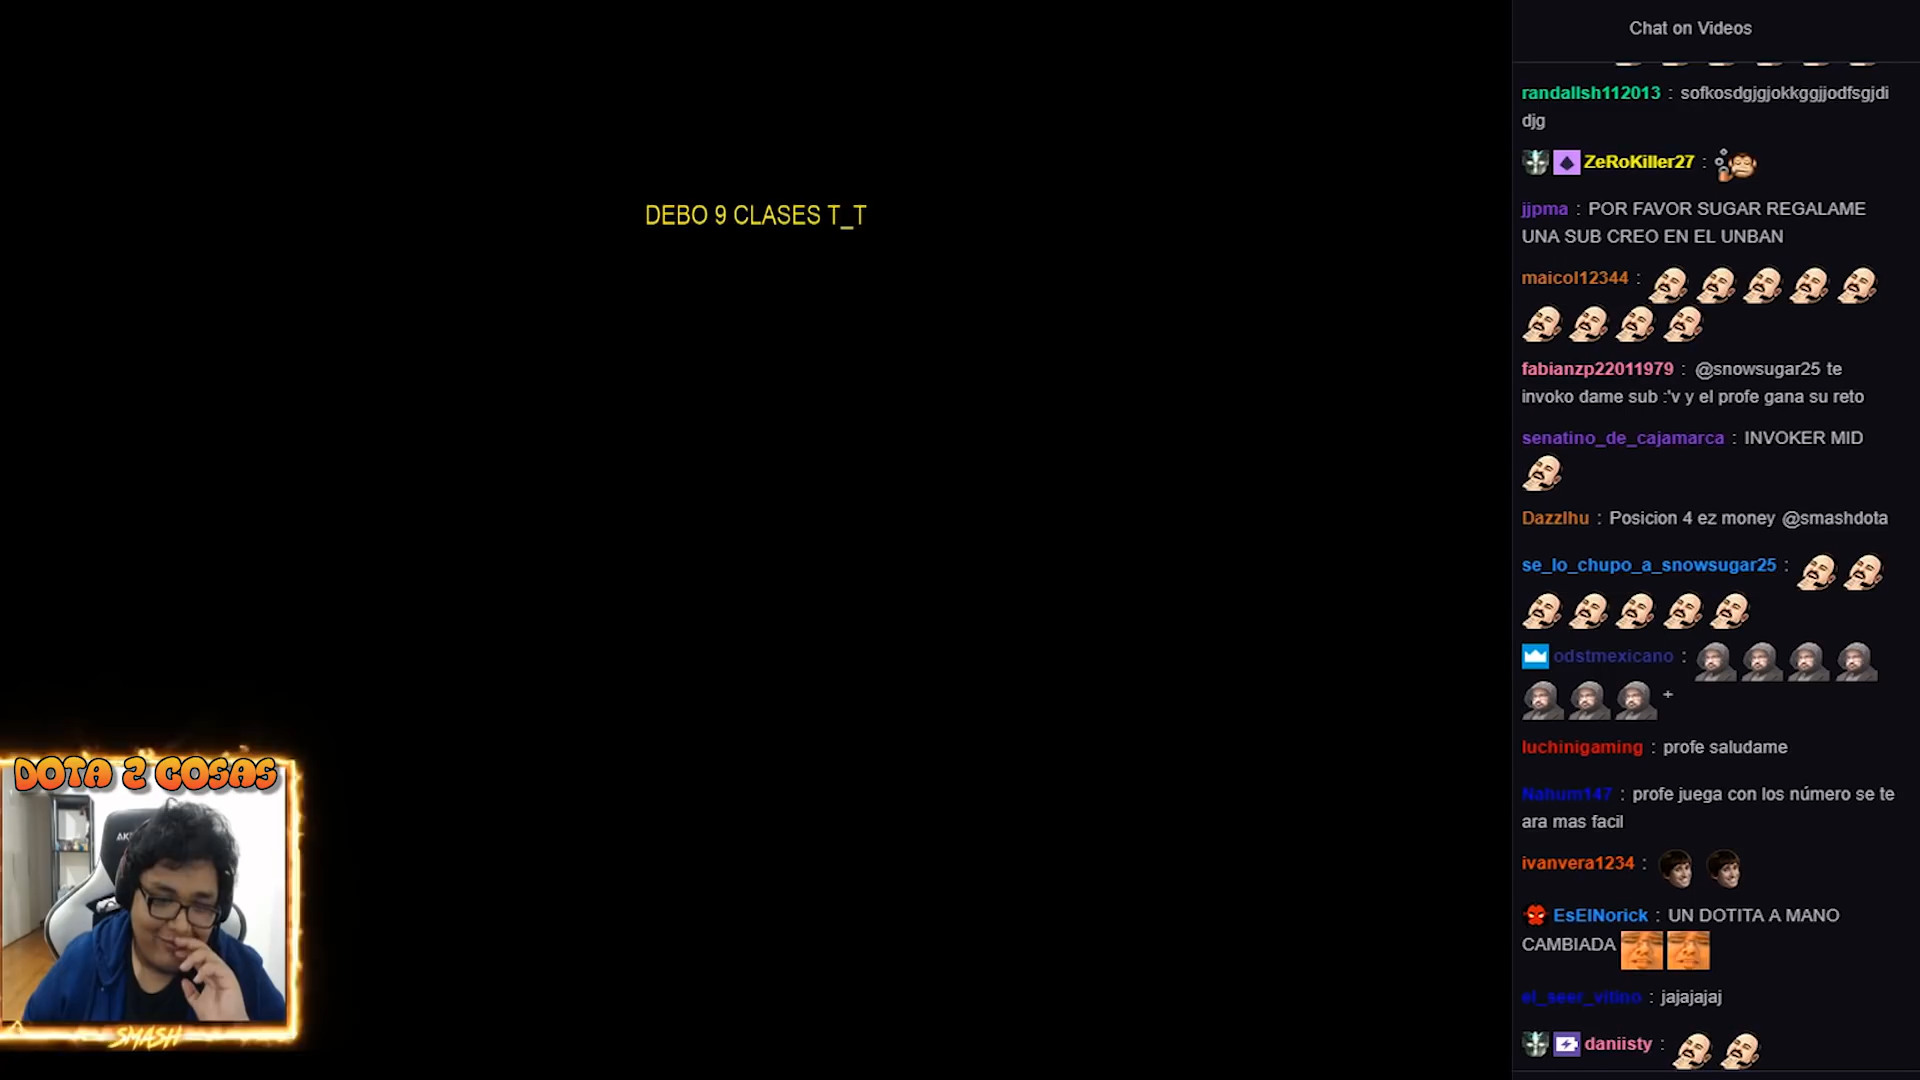 Chat on Videos
randallsh112013 : sofkosdgjgjokkggjjodfsgjdi
djg
ZeRoKiller27 :
jjpma : POR FAVOR SUGAR REGALAME
UNA SUB CREO EN EL UNBAN
maicol12344 :
fabianzp22011979 : @snowsugar25 te
invoko dame sub :'v y el profe gana su reto
senatino_de_cajamarca : INVOKER MID
Dazzlhu : Posicion 4 ez money @smashdota
se_lo_chupo_a_snowsugar25 :
odstmexicano :
+
luchinigaming : profe saludame
Nahum147 : profe juega con los número se te
ara mas facil
ivanvera1234 :
EsElNorick : UN DOTITA A MANO
CAMBIADA
el_seer_vitino : jajajajaj
daniisty :
DEBO 9 CLASES T_T
DOTA 2 COSAS
AK
SMASH